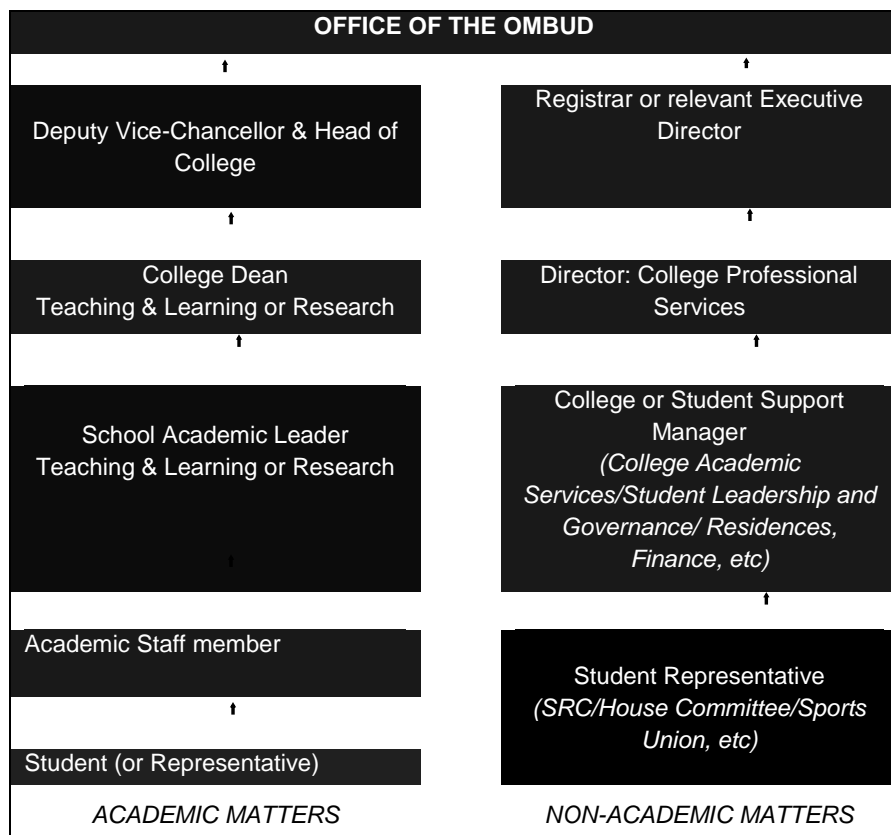 OFFICE OF THE OMBUD
Deputy Vice-Chancellor & Head of
College
College Dean
Teaching & Learning or Research
School Academic Leader
Teaching & Learning or Research
Academic Staff member
Student (or Representative)
ACADEMIC MATTERS
Registrar or relevant Executive
Director
Director: College Professional
Services
College or Student Support
Manager
(College Academic
Services/Student Leadership and
Governance/ Residences,
Finance, etc)
Student Representative
(SRC/House Committee/Sports
Union, etc)
NON-ACADEMIC MATTERS